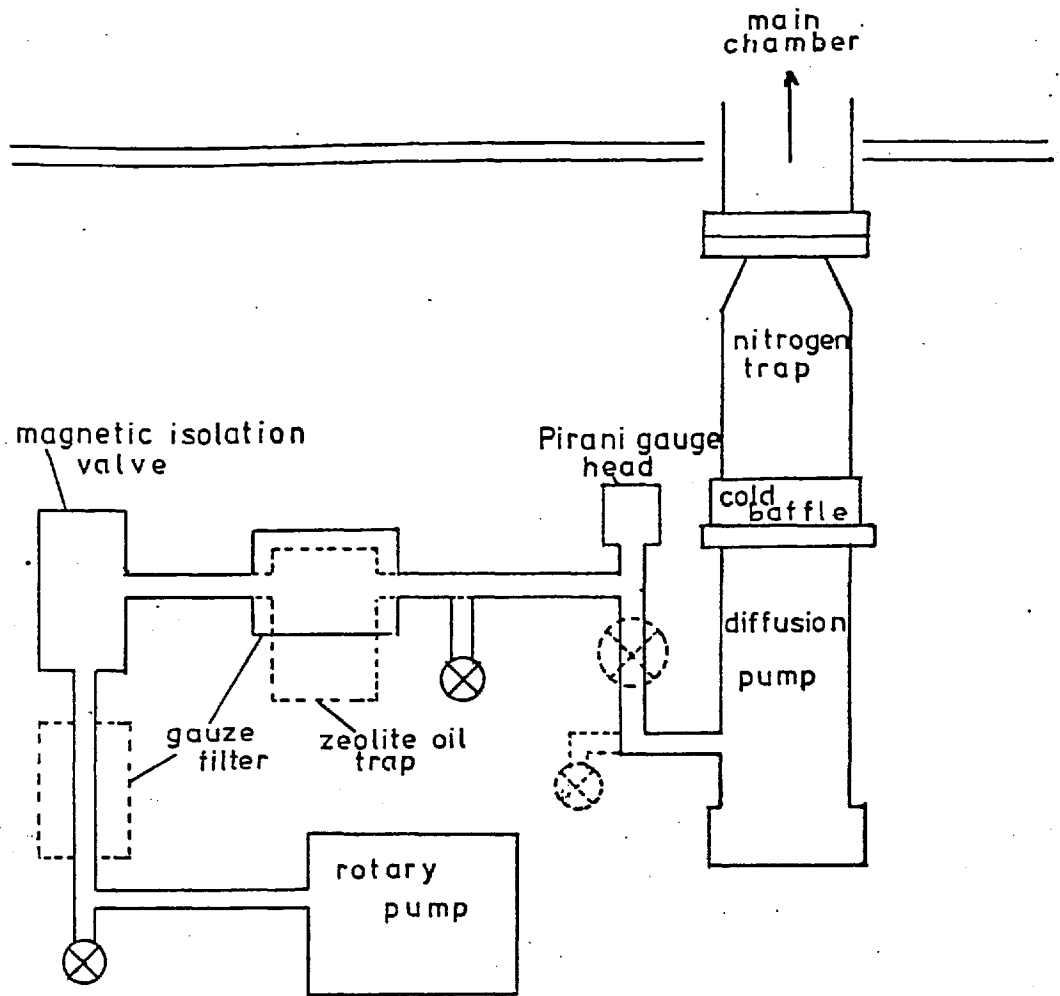 main
chamber
nitrogen
trap
magnetic isolation
valve
Pirani gauge
head
cold
baffle
diffusion
pump
gauze
filter
zeolite oil
trap
rotary
pump